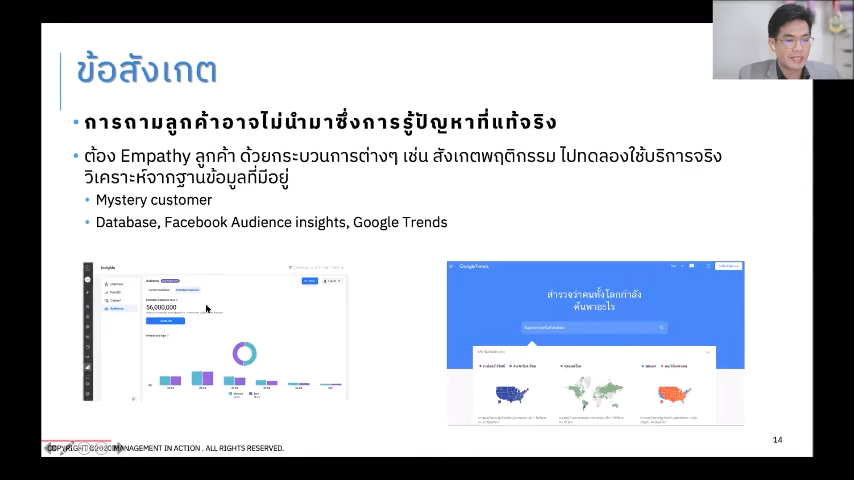 ข้อสังเกต
การถามลูกค้าอาจไม่นำมาซึ่งการรู้ปัญหาที่แท้จริง
ต้อง Empathy ลูกค้า ด้วยกระบวนการต่างๆ เช่น สังเกตพฤติกรรม ไปทดลองใช้บริการจริง
วิเคราะห์จากฐานข้อมูลที่มีอยู่
Mystery customer
Database, Facebook Audience insights, Google Trends
Insights
Audience
56,000,000
GoogleTrends
สำรวจว่าคนทั้งโลกกำลัง
ค้นหาอะไร
COPYRIGHT ©2020 MANAGEMENT IN ACTION . ALL RIGHTS RESERVED.
14